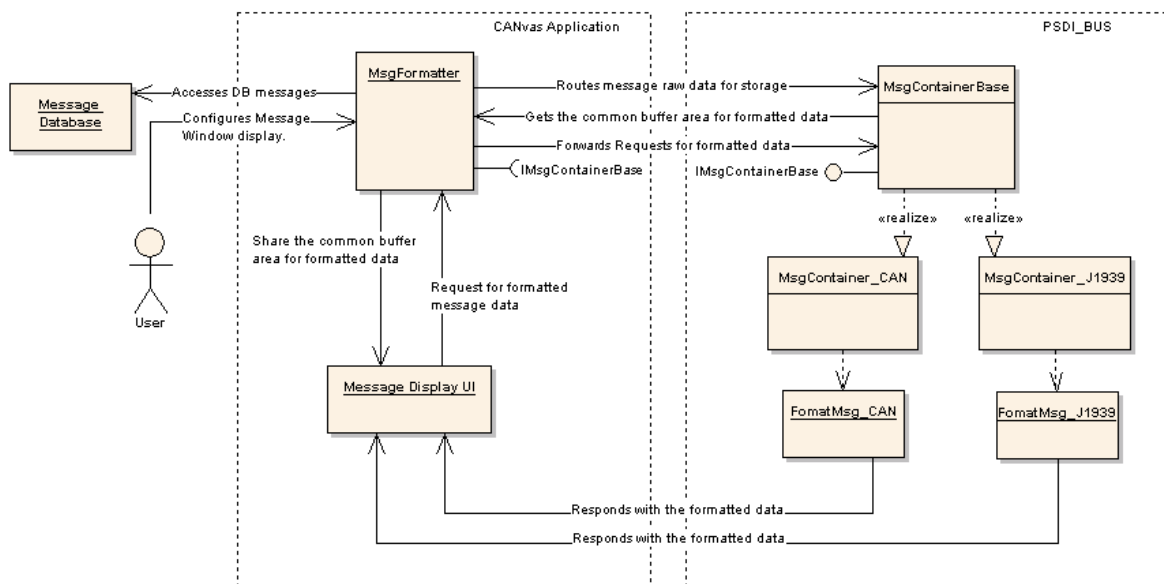 CANvas Application
PSDI_BUS
MsgFormatter
MsgContainerBase
Message
Database
Accesses DB messages
Configures Message
Window display.
Routes message raw data for storage
Gets the common buffer area for formatted data
Forwards Requests for formatted data
IMsgContainerBase
IMsgContainerBase
«realize»
«realize»
User
Share the common buffer
area for formatted data
Request for formatted
message data
MsgContainer_CAN
MsgContainer_J1939
Message Display UI
FomatMsg_CAN
FomatMsg_J1939
Responds with the formatted data
Responds with the formatted data